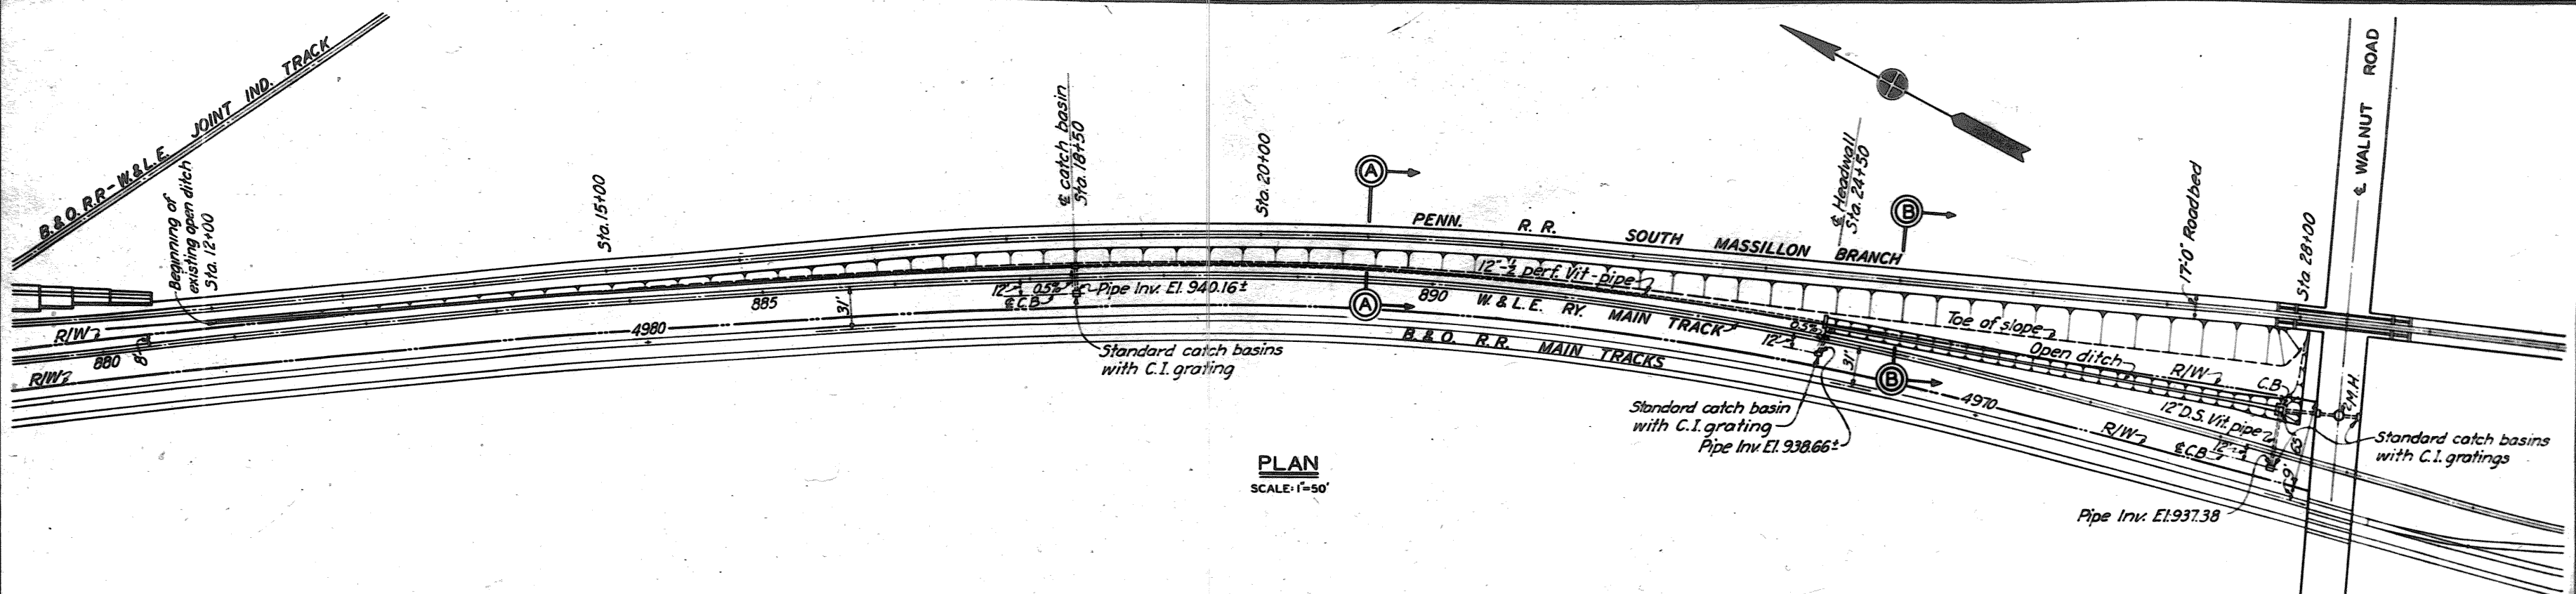 B.& O. R.R.- W.& L.E. JOINT IND. TRACK
Beginning of
existing open ditch
Sta. 12+00
Sta. 15+00
℄ catch basin
Sta. 18+50
Sta. 20+00
A
PENN. R. R. SOUTH MASSILLON BRANCH
℄ Headwall
Sta. 24+50
B
17'-0" Roadbed
Sta 28+00
℄ WALNUT ROAD
R/W
R/W
880
4980
885
31'
12"
0.5%
℄ C.B.
Pipe Inv. El. 940.16±
Standard catch basins
with C.I. grating
A
890
12"-½ perf. Vit-pipe
W. & L.E. RY. MAIN TRACK
B.& O. R.R. MAIN TRACKS
0.5%
12"
31'
Toe of slope
Open ditch
R/W
C.B.
M.H.
B
4970
12" D.S. Vit. pipe
R/W
℄ C.B
12"
Standard catch basin
with C.I. grating
Pipe Inv. El. 938.66±
Standard catch basins
with C.I. gratings
Pipe Inv. El. 937.38
PLAN
SCALE: 1"=50'